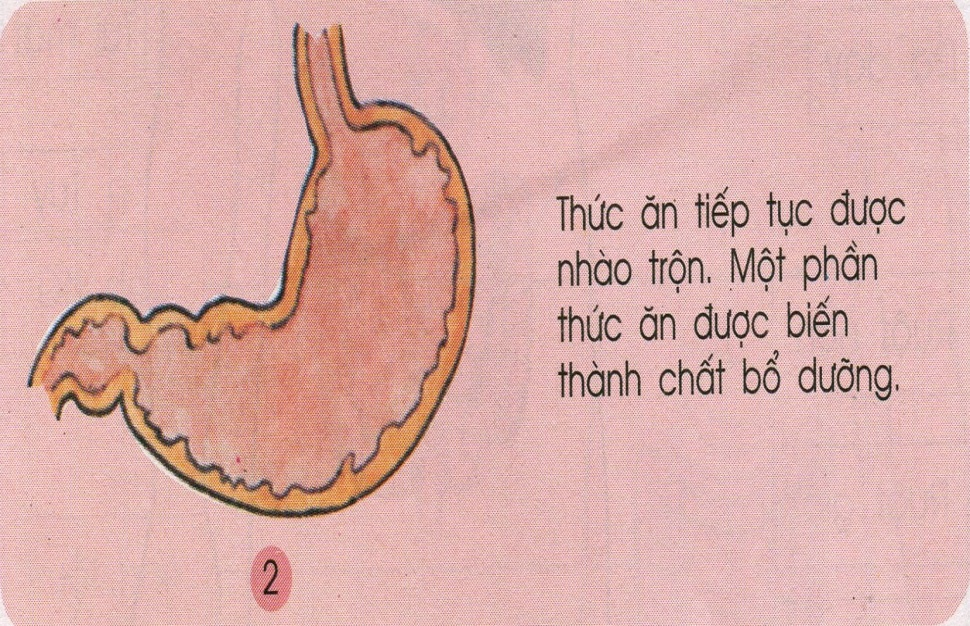 Thức ăn tiếp tục được
nhào trộn. Một phần
thức ăn được biến
thành chất bổ dưỡng.
2